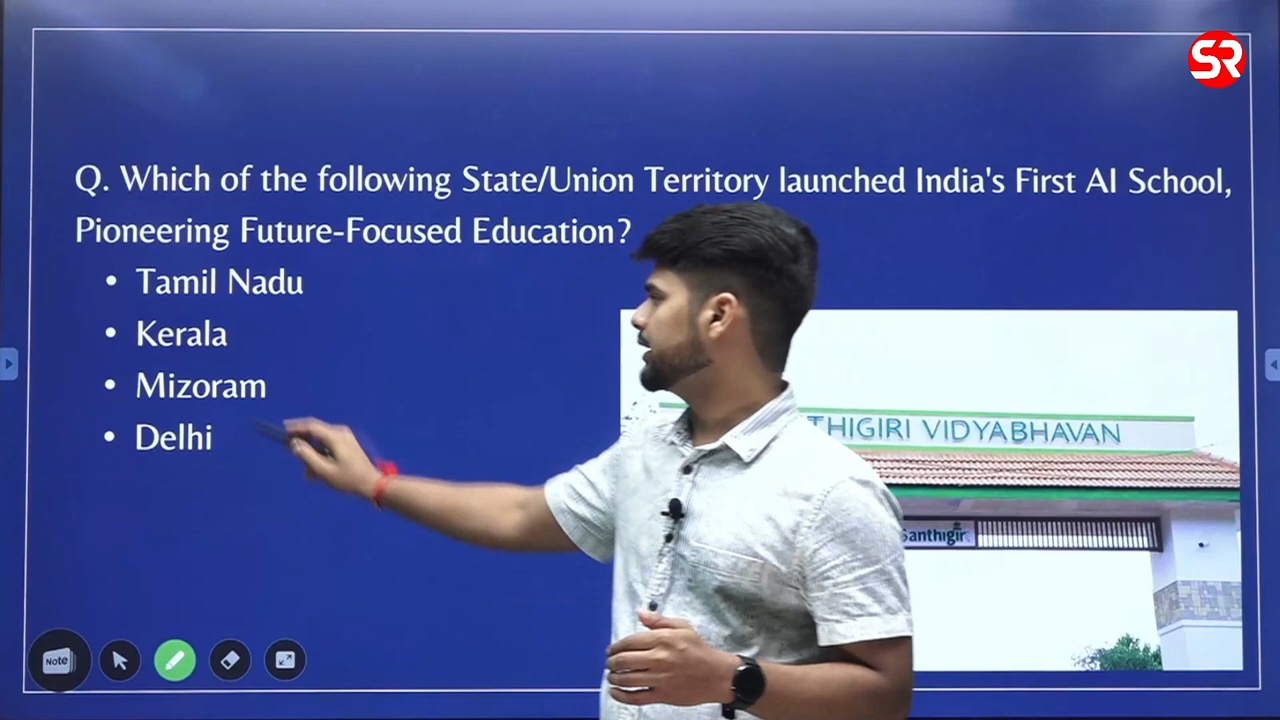 SR
Q. Which of the following State/Union Territory launched India's First AI School,
Pioneering Future-Focused Education?
• Tamil Nadu
• Kerala
• Mizoram
• Delhi
THIGIRI VIDYABHAVAN
Santhigir
Note